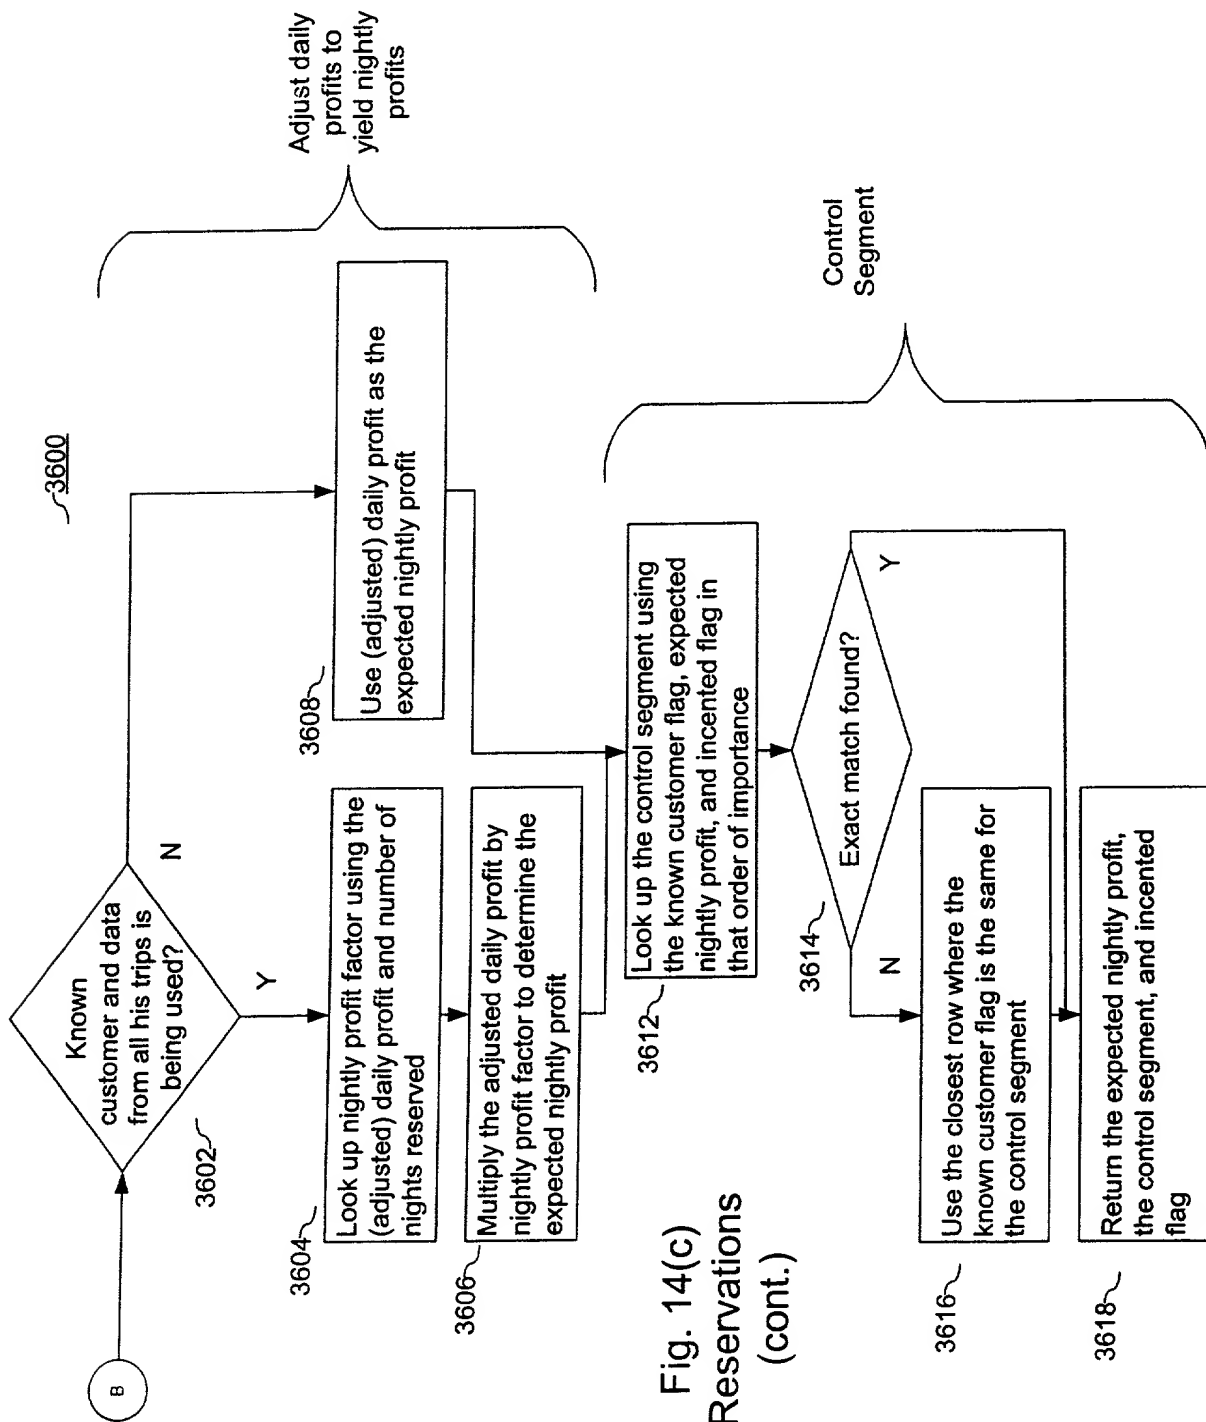 3600
B
Known
customer and data
from all his trips is
being used?
3602
N
Y
Adjust daily
profits to
yield nightly
profits
3604
Look up nightly profit factor using the
(adjusted) daily profit and number of
nights reserved
3608
Use (adjusted) daily profit as the
expected nightly profit
3606
Multiply the adjusted daily profit by
nightly profit factor to determine the
expected nightly profit
3612
Look up the control segment using
the known customer flag, expected
nightly profit, and incented flag in
that order of importance
Control
Segment
3614
Exact match found?
N
Y
3616
Use the closest row where the
known customer flag is the same for
the control segment
3618
Return the expected nightly profit,
the control segment, and incented
flag
Fig. 14(c)
Reservations
(cont.)